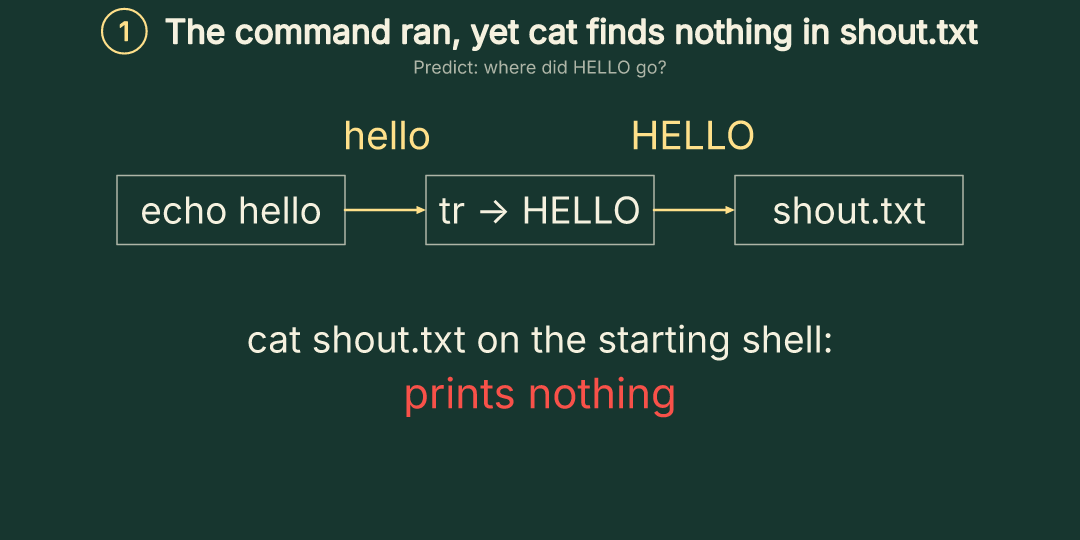 1 The command ran, yet cat finds nothing in shout.txt
Predict: where did HELLO go?
hello HELLO
echo hello tr → HELLO shout.txt
cat shout.txt on the starting shell:
prints nothing